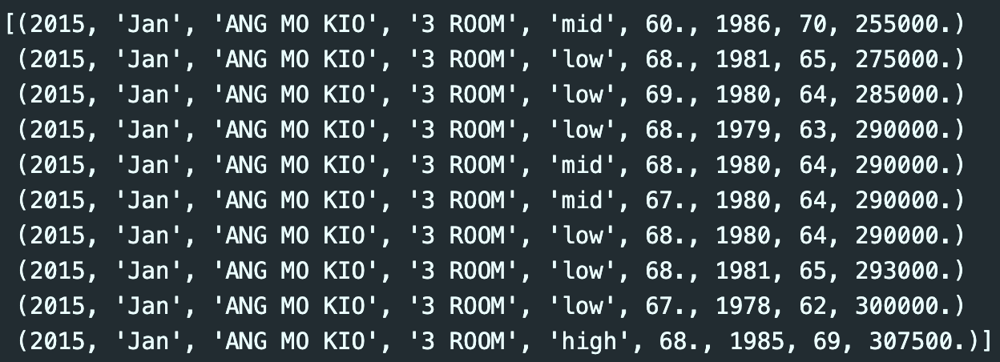 [(2015, 'Jan', 'ANG MO KIO', '3 ROOM', 'mid', 60., 1986, 70, 255000.)
(2015, 'Jan', 'ANG MO KIO', '3 ROOM', 'low', 68., 1981, 65, 275000.)
(2015, 'Jan', 'ANG MO KIO', '3 ROOM', 'low', 69., 1980, 64, 285000.)
(2015, 'Jan', 'ANG MO KIO', '3 ROOM', 'low', 68., 1979, 63, 290000.)
(2015, 'Jan', 'ANG MO KIO', '3 ROOM', 'mid', 68., 1980, 64, 290000.)
(2015, 'Jan', 'ANG MO KIO', '3 ROOM', 'mid', 67., 1980, 64, 290000.)
(2015, 'Jan', 'ANG MO KIO', '3 ROOM', 'low', 68., 1980, 64, 290000.)
(2015, 'Jan', 'ANG MO KIO', '3 ROOM', 'low', 68., 1981, 65, 293000.)
(2015, 'Jan', 'ANG MO KIO', '3 ROOM', 'low', 67., 1978, 62, 300000.)
(2015, 'Jan', 'ANG MO KIO', '3 ROOM', 'high', 68., 1985, 69, 307500.)]